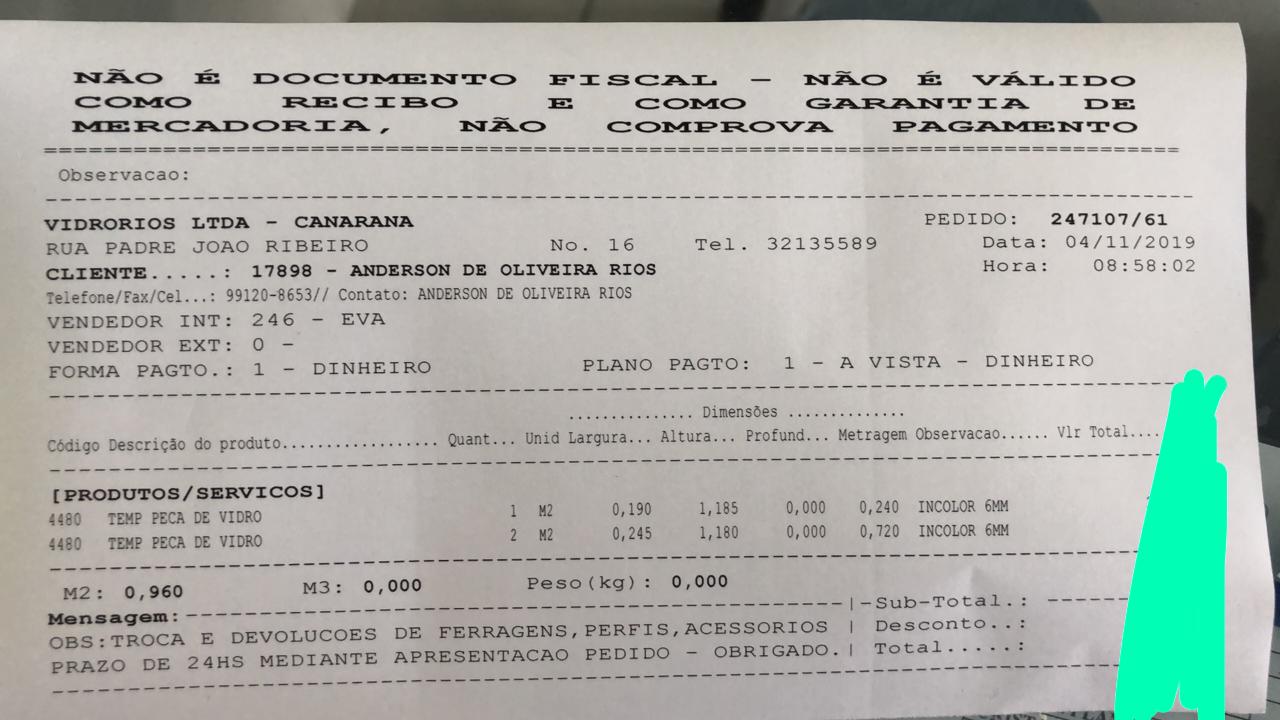 NÃO É DOCUMENTO FISCAL - NÃO É VÁLIDO
COMO RECIBO E COMO GARANTIA DE
MERCADORIA, NÃO COMPROVA PAGAMENTO
Observacao:
VIDRORIOS LTDA - CANARANA PEDIDO: 247107/61
RUA PADRE JOAO RIBEIRO No. 16 Tel. 32135589 Data: 04/11/2019
CLIENTE.....: 17898 - ANDERSON DE OLIVEIRA RIOS Hora: 08:58:02
Telefone/Fax/Cel...: 99120-8653// Contato: ANDERSON DE OLIVEIRA RIOS
VENDEDOR INT: 246 - EVA
VENDEDOR EXT: 0 -
FORMA PAGTO.: 1 - DINHEIRO PLANO PAGTO: 1 - A VISTA - DINHEIRO
............... Dimensões ..............
Código Descrição do produto................... Quant... Unid Largura... Altura... Profund... Metragem Observacao...... Vlr Total....
[PRODUTOS/SERVICOS]
4480 TEMP PECA DE VIDRO 1 M2 0,190 1,185 0,000 0,240 INCOLOR 6MM
4480 TEMP PECA DE VIDRO 2 M2 0,245 1,180 0,000 0,720 INCOLOR 6MM
M2: 0,960 M3: 0,000 Peso(kg): 0,000
Mensagem:---|-Sub-Total.:
OBS:TROCA E DEVOLUCOES DE FERRAGENS,PERFIS,ACESSORIOS | Desconto..:
PRAZO DE 24HS MEDIANTE APRESENTACAO PEDIDO - OBRIGADO.| Total.....: